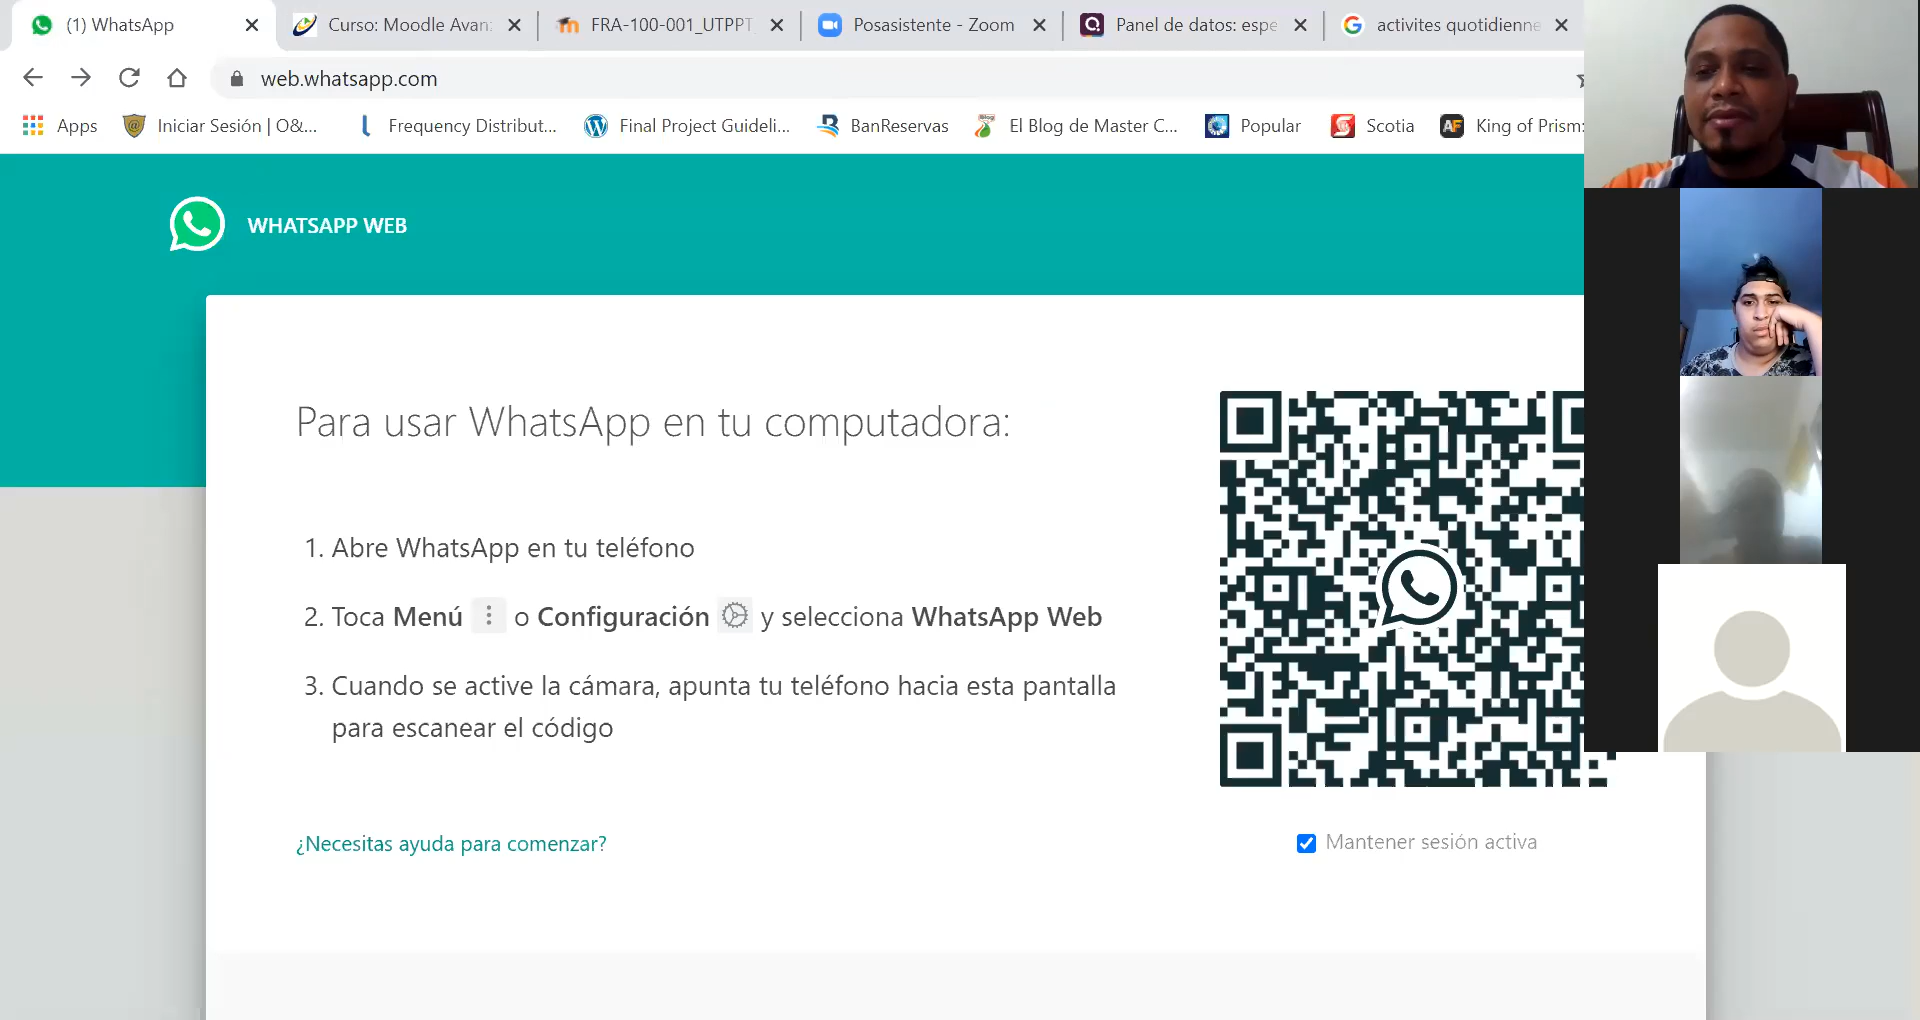 (1) WhatsApp
Curso: Moodle Avan
FRA-100-001_UTPPT
Posasistente - Zoom
Panel de datos: espe
activites quotidienne
web.whatsapp.com
Apps
Iniciar Sesión | O&...
Frequency Distribut...
Final Project Guideli...
BanReservas
El Blog de Master C...
Popular
Scotia
King of Prism:
WHATSAPP WEB
Para usar WhatsApp en tu computadora:
1. Abre WhatsApp en tu teléfono
2. Toca Menú o Configuración y selecciona WhatsApp Web
3. Cuando se active la cámara, apunta tu teléfono hacia esta pantalla
para escanear el código
¿Necesitas ayuda para comenzar?
Mantener sesión activa